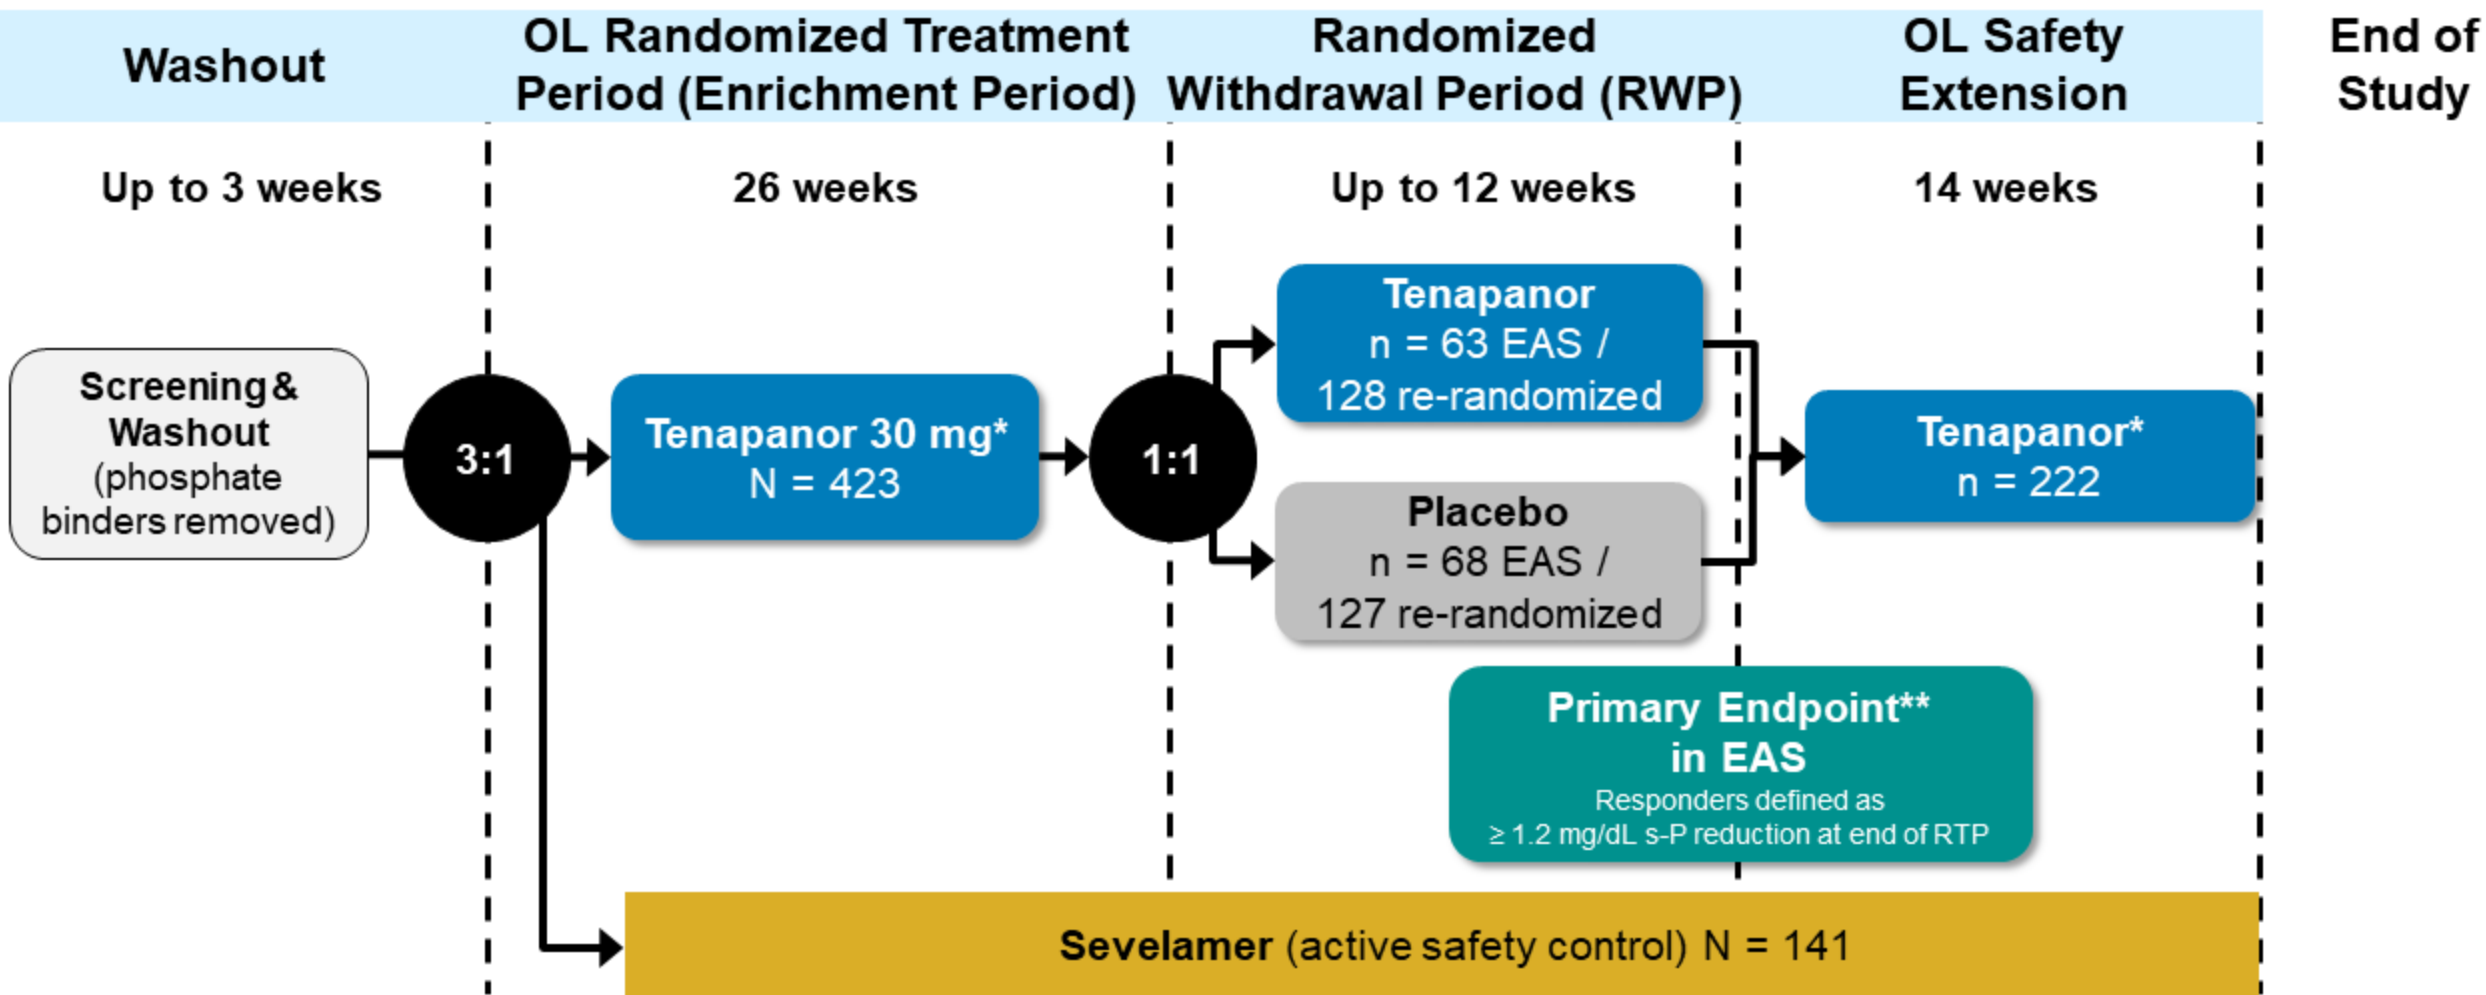 Washout
OL Randomized Treatment
Period (Enrichment Period)
Randomized
Withdrawal Period (RWP)
OL Safety
Extension
End of
Study
Up to 3 weeks
26 weeks
Up to 12 weeks
14 weeks
Screening &
Washout
(phosphate
binders removed)
3:1
Tenapanor 30 mg*
N = 423
1:1
Tenapanor
n = 63 EAS /
128 re-randomized
Placebo
n = 68 EAS /
127 re-randomized
Tenapanor*
n = 222
Primary Endpoint**
in EAS
Responders defined as
≥ 1.2 mg/dL s-P reduction at end of RTP
Sevelamer (active safety control) N = 141